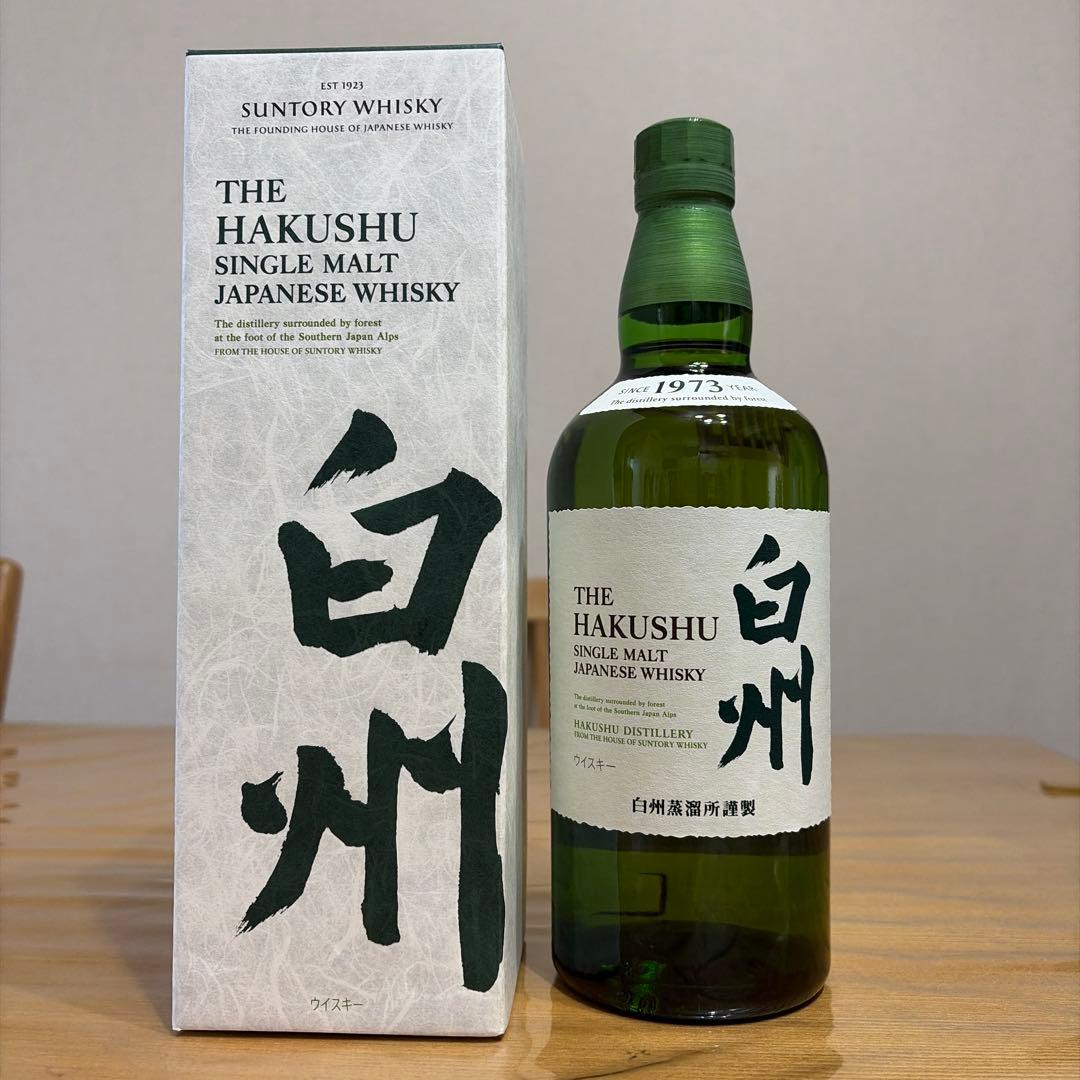 EST 1923
SUNTORY WHISKY
THE FOUNDING HOUSE OF JAPANESE WHISKY
THE
HAKUSHU
SINGLE MALT
JAPANESE WHISKY
The distillery surrounded by forest
at the foot of the Southern Japan Alps
FROM THE HOUSE OF SUNTORY WHISKY
白州
ウイスキー
SINCE 1973 YEAR
The distillery surrounded by forest
THE
HAKUSHU
SINGLE MALT
JAPANESE WHISKY
The distillery surrounded by forest
at the foot of the Southern Japan Alps
HAKUSHU DISTILLERY
FROM THE HOUSE OF SUNTORY WHISKY
ウイスキー
白州
白州蒸溜所謹製